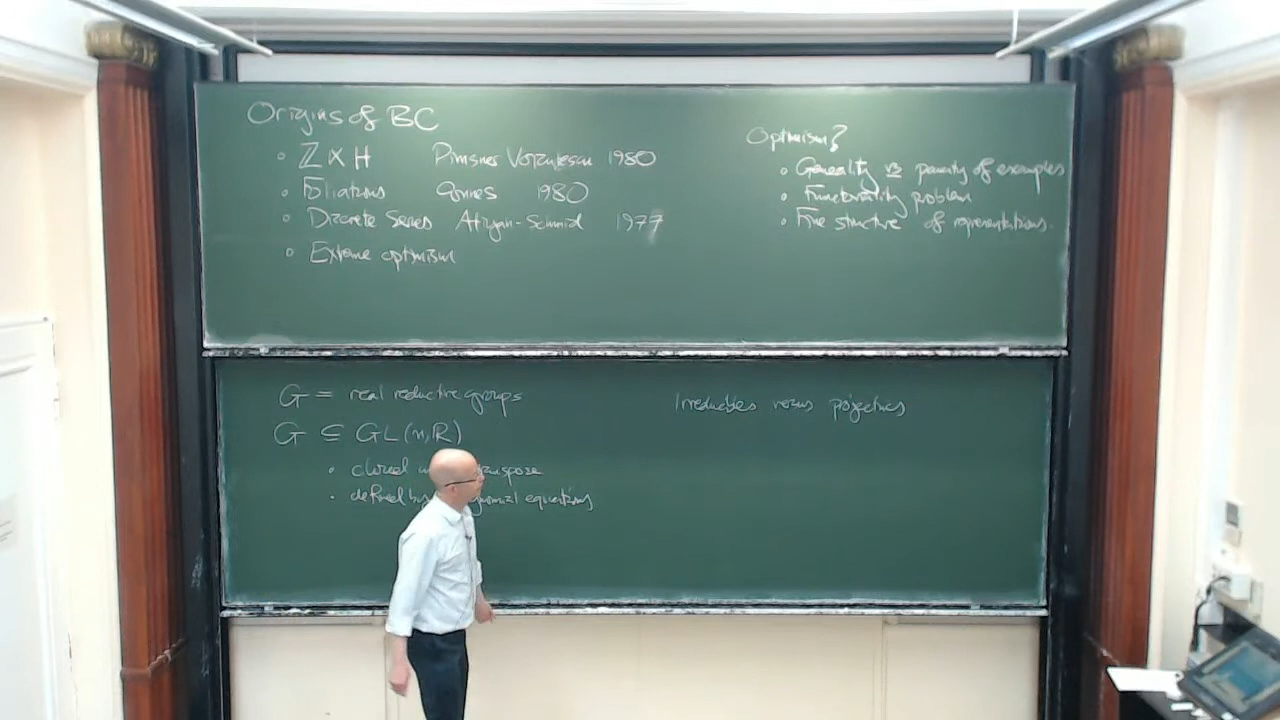 Origins of BC
◦ ℤ ⋊ H Pimsner Voiculescu 1980
◦ Foliations Connes 1980
◦ Discrete Series Atiyah-Schmid 1977
◦ Extreme optimism
Optimism?
◦ Generality vs paucity of examples
◦ Functoriality problem
◦ Fine structure of representations.
G = real reductive groups
G ⊆ GL(n,ℝ)
• closed transpose
• defined by equations
Irreducibles versus projectives